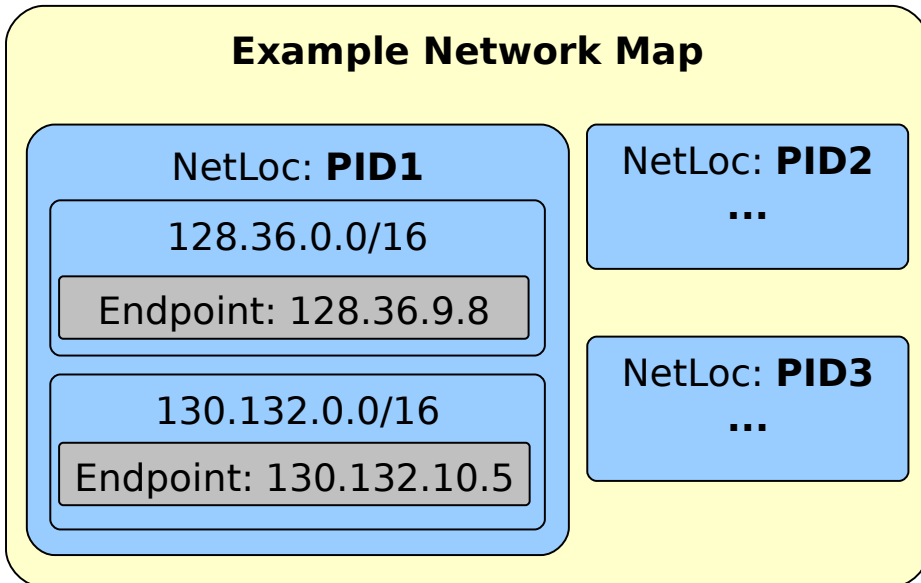 Example Network Map
NetLoc: PID1
128.36.0.0/16
Endpoint: 128.36.9.8
130.132.0.0/16
Endpoint: 130.132.10.5
NetLoc: PID2
...
NetLoc: PID3
...